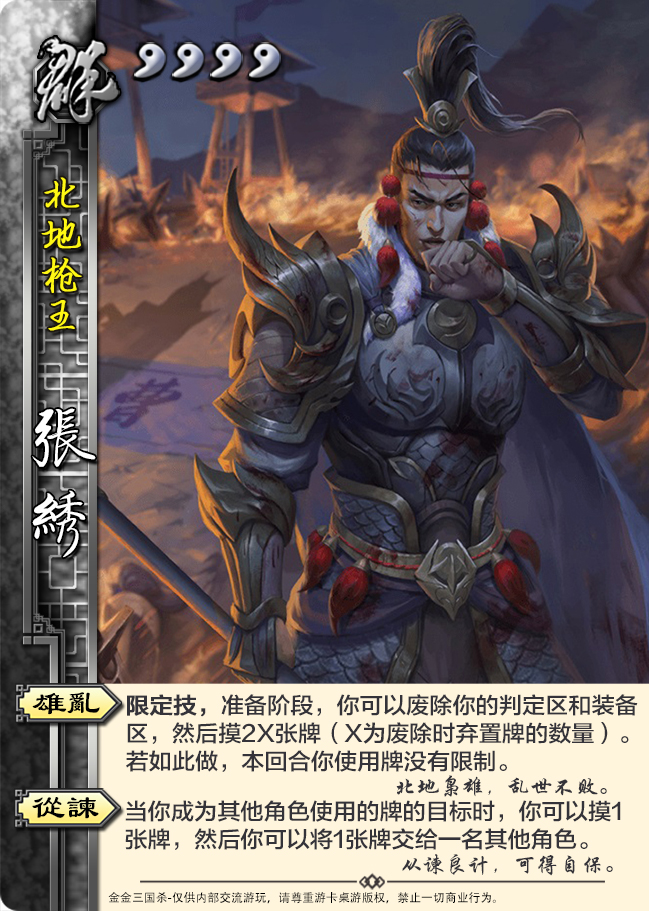 群
北地枪王
張綉
雄亂
限定技，准备阶段，你可以废除你的判定区和装备
区，然后摸2X张牌（X为废除时弃置牌的数量）。
若如此做，本回合你使用牌没有限制。
北地枭雄，乱世不败。
從諫
当你成为其他角色使用的牌的目标时，你可以摸1
张牌，然后你可以将1张牌交给一名其他角色。
从谏良计，可得自保。
金金三国杀-仅供内部交流游玩，请尊重游卡桌游版权，禁止一切商业行为。
曹